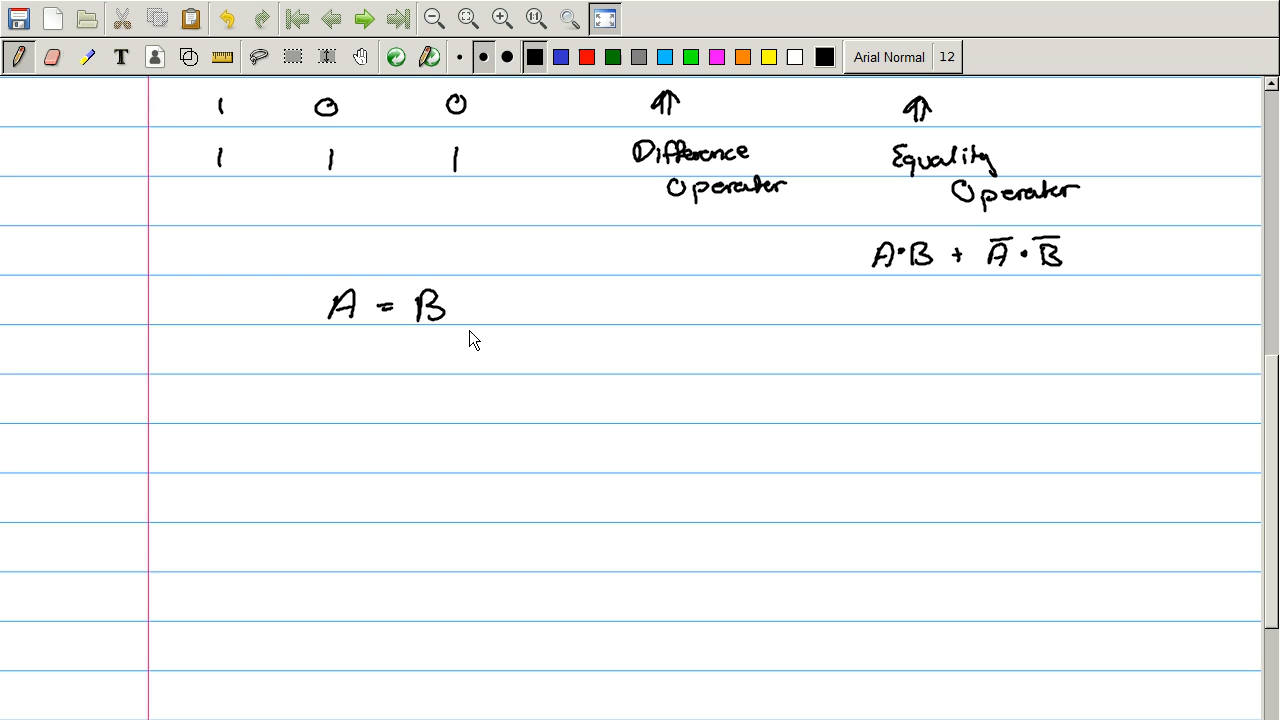 T Arial Normal 12
1 0 0 ⇑ ⇑
1 1 1 Difference Equality
Operater Operater
A·B + A̅·B̅
A = B